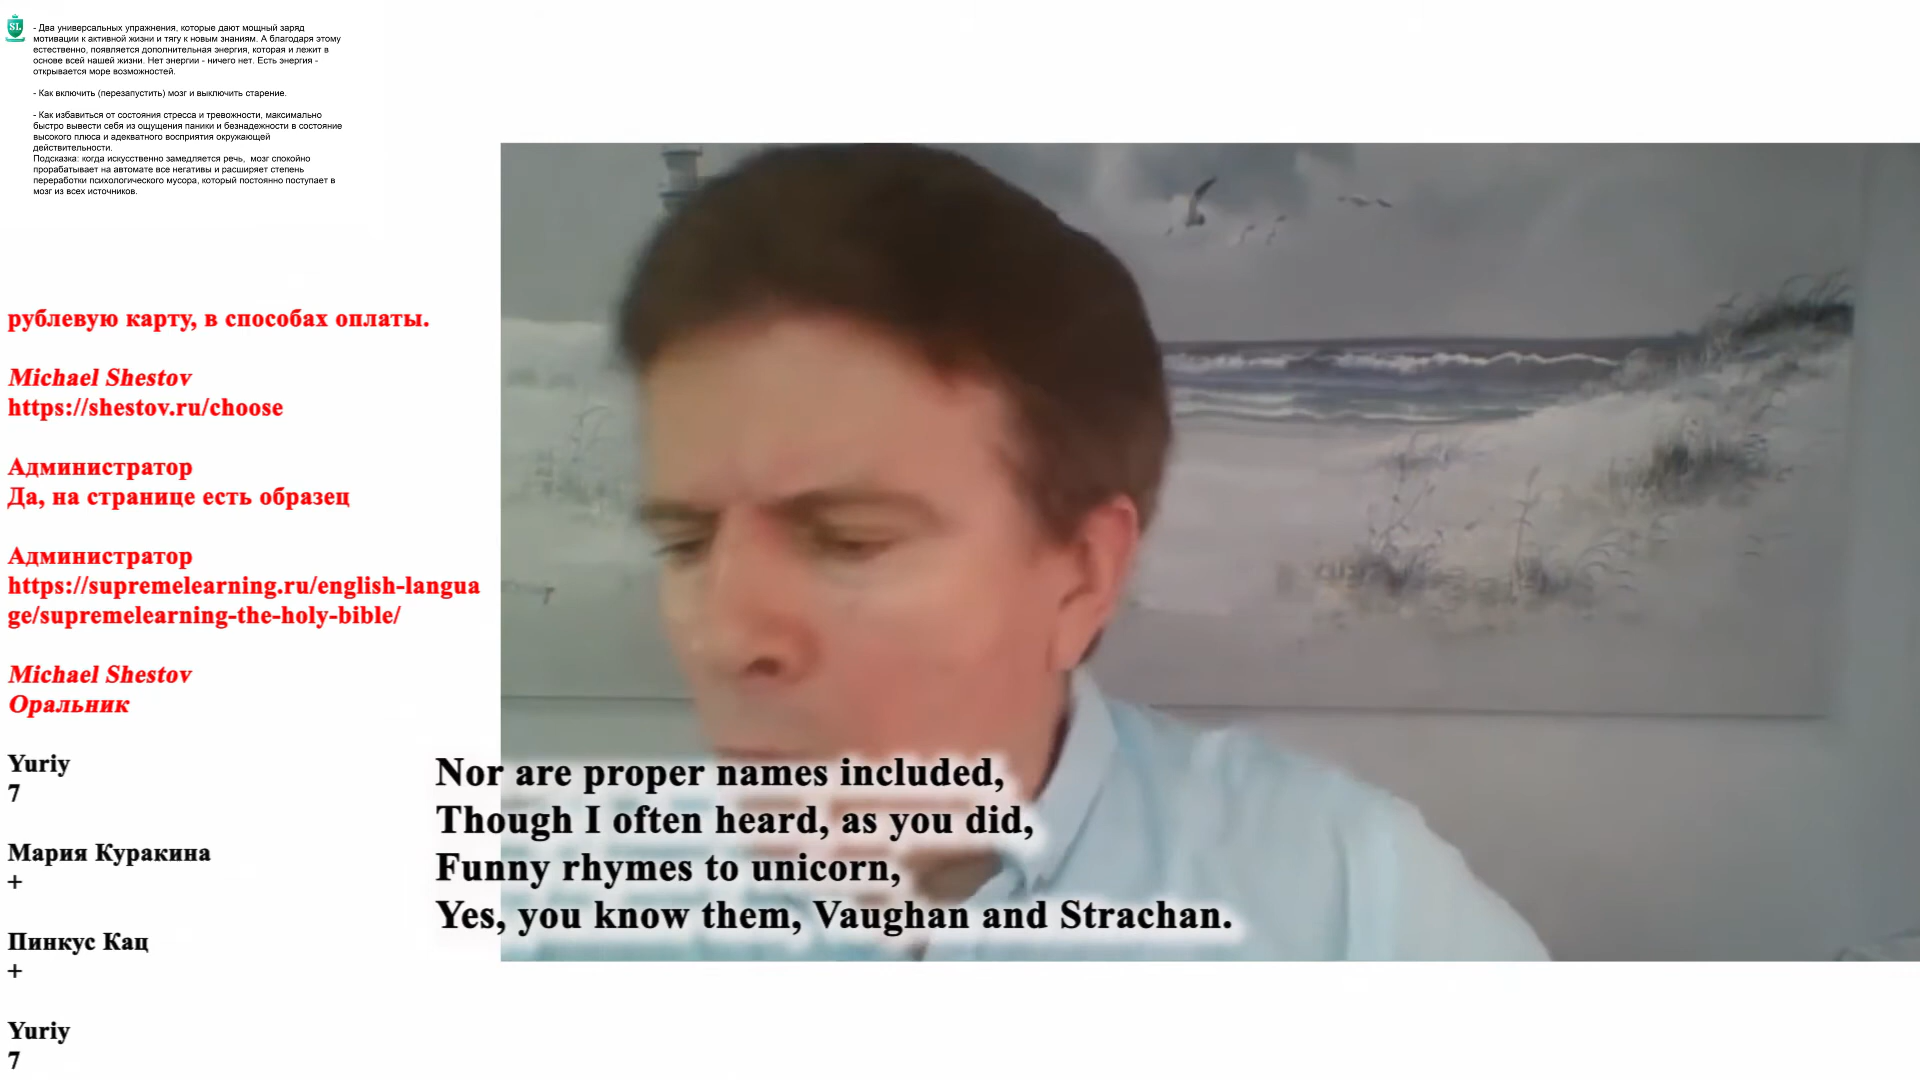 SL
- Два универсальных упражнения, которые дают мощный заряд
мотивации к активной жизни и тягу к новым знаниям. А благодаря этому
естественно, появляется дополнительная энергия, которая и лежит в
основе всей нашей жизни. Нет энергии - ничего нет. Есть энергия -
открывается море возможностей.
- Как включить (перезапустить) мозг и выключить старение.
- Как избавиться от состояния стресса и тревожности, максимально
быстро вывести себя из ощущения паники и безнадежности в состояние
высокого плюса и адекватного восприятия окружающей
действительности.
Подсказка: когда искусственно замедляется речь, мозг спокойно
прорабатывает на автомате все негативы и расширяет степень
переработки психологического мусора, который постоянно поступает в
мозг из всех источников.
рублевую карту, в способах оплаты.
Michael Shestov
https://shestov.ru/choose
Администратор
Да, на странице есть образец
Администратор
https://supremelearning.ru/english-langua
ge/supremelearning-the-holy-bible/
Michael Shestov
Оральник
Yuriy
7
Мария Куракина
+
Пинкус Кац
+
Yuriy
7
Nor are proper names included,
Though I often heard, as you did,
Funny rhymes to unicorn,
Yes, you know them, Vaughan and Strachan.